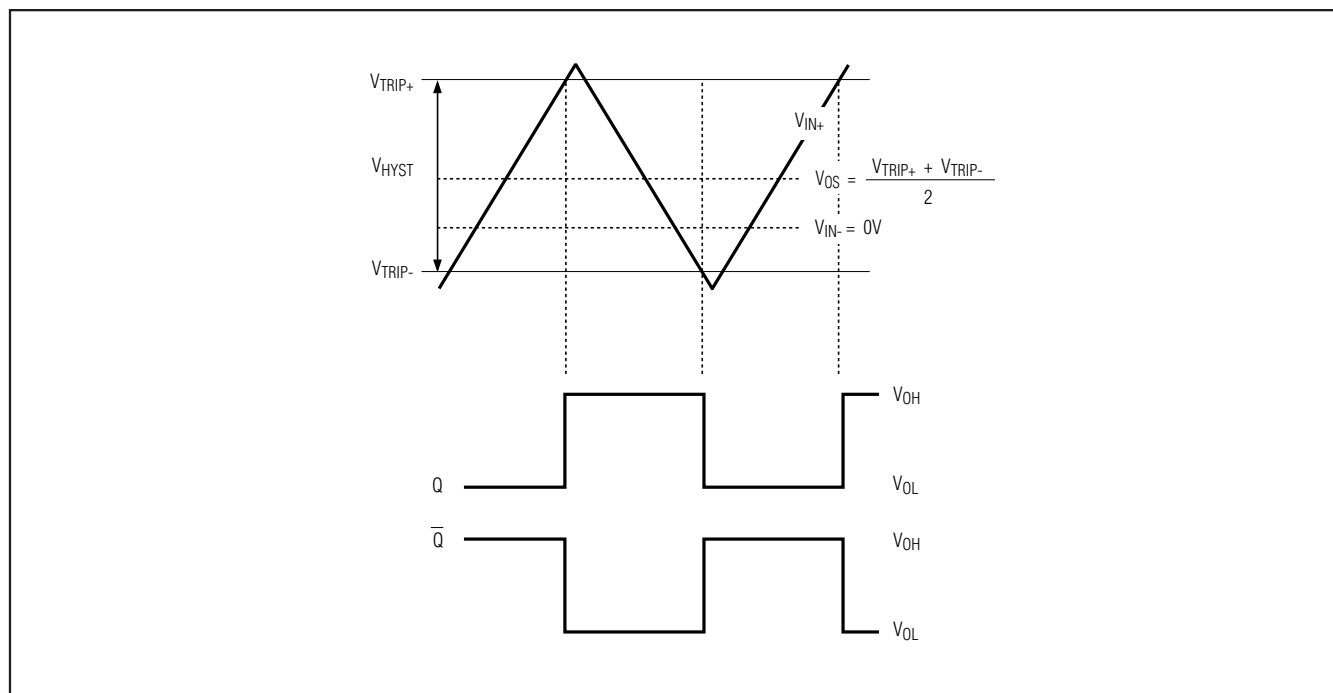 VTRIP+
VIN+
VHYST
VOS = VTRIP+ + VTRIP-
2
VIN- = 0V
VTRIP-
VOH
Q
VOL
Q̅
VOH
VOL